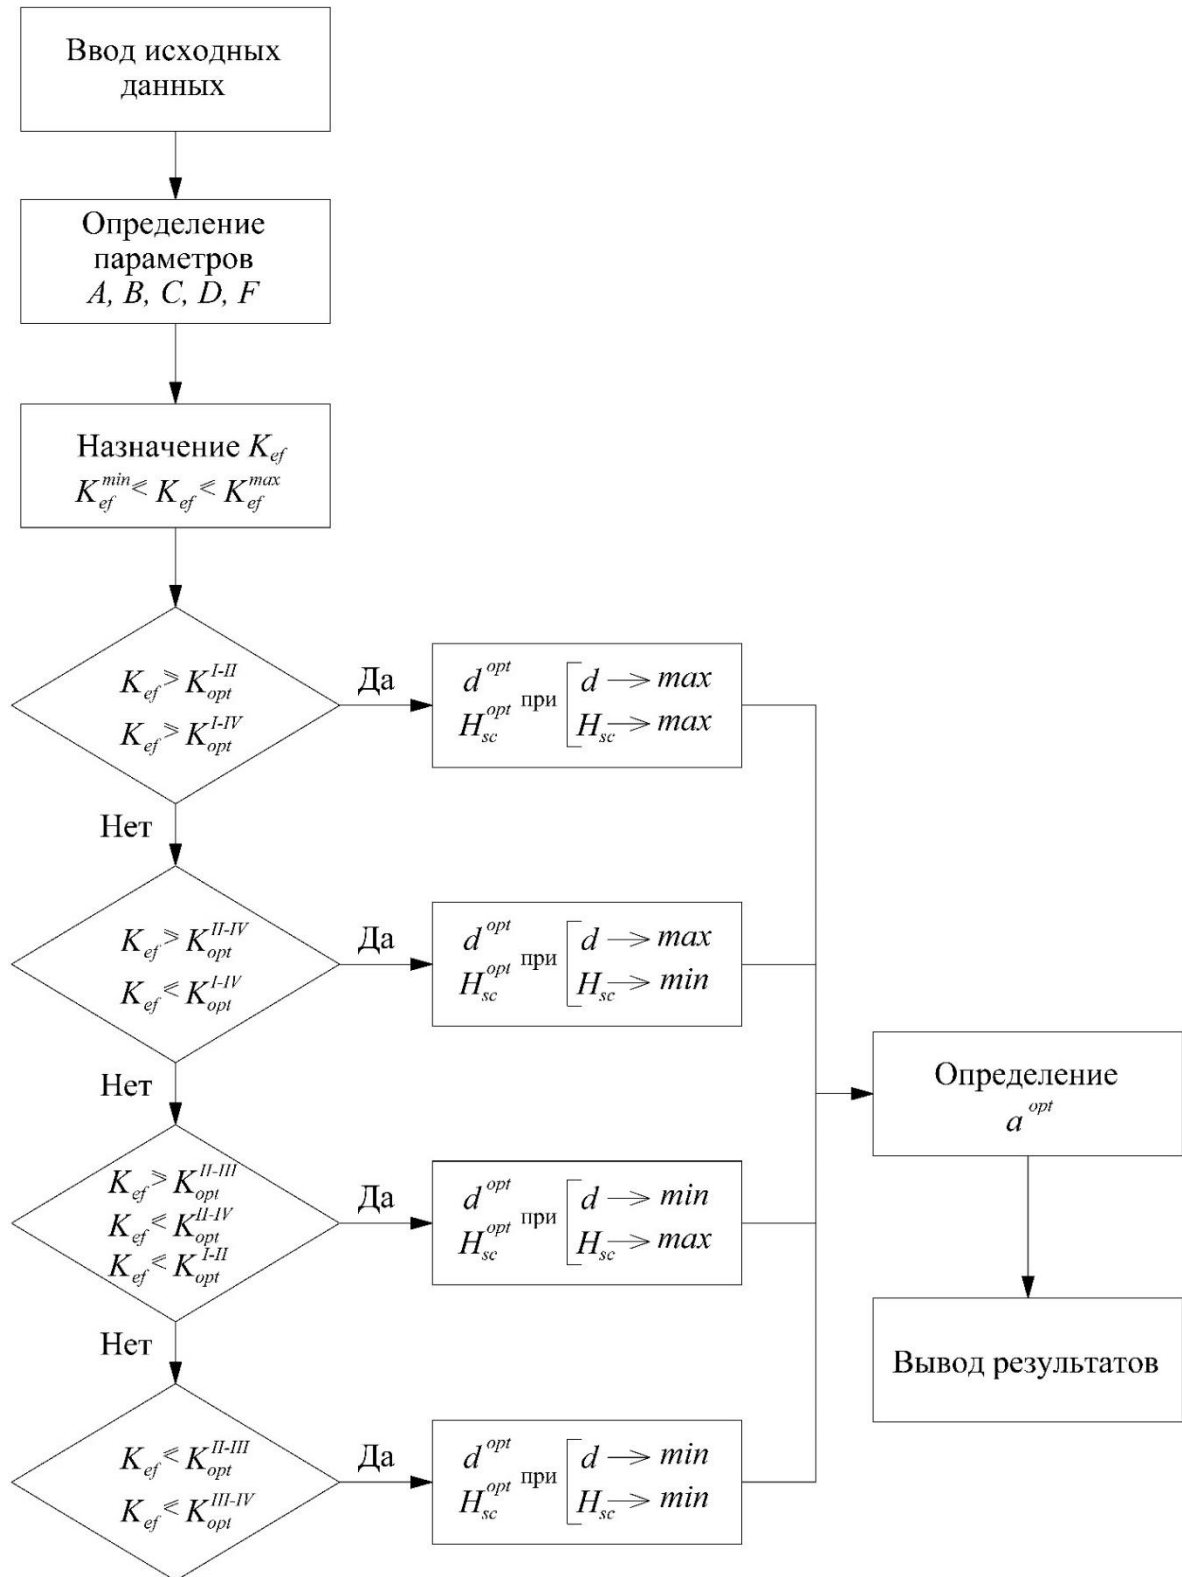 Ввод исходных
данных
Определение
параметров
A, B, C, D, F
Назначение K_ef
K_ef^min ⩽ K_ef ⩽ K_ef^max
K_ef ⩾ K_opt^I-II
K_ef ⩾ K_opt^I-IV
Да
d^opt
H_sc^opt
при
d → max
H_sc → max
Нет
K_ef ⩾ K_opt^II-IV
K_ef ⩽ K_opt^I-IV
Да
d^opt
H_sc^opt
при
d → max
H_sc → min
Нет
K_ef ⩾ K_opt^II-III
K_ef ⩽ K_opt^II-IV
K_ef ⩽ K_opt^I-II
Да
d^opt
H_sc^opt
при
d → min
H_sc → max
Нет
K_ef ⩽ K_opt^II-III
K_ef ⩽ K_opt^III-IV
Да
d^opt
H_sc^opt
при
d → min
H_sc → min
Определение
a^opt
Вывод результатов